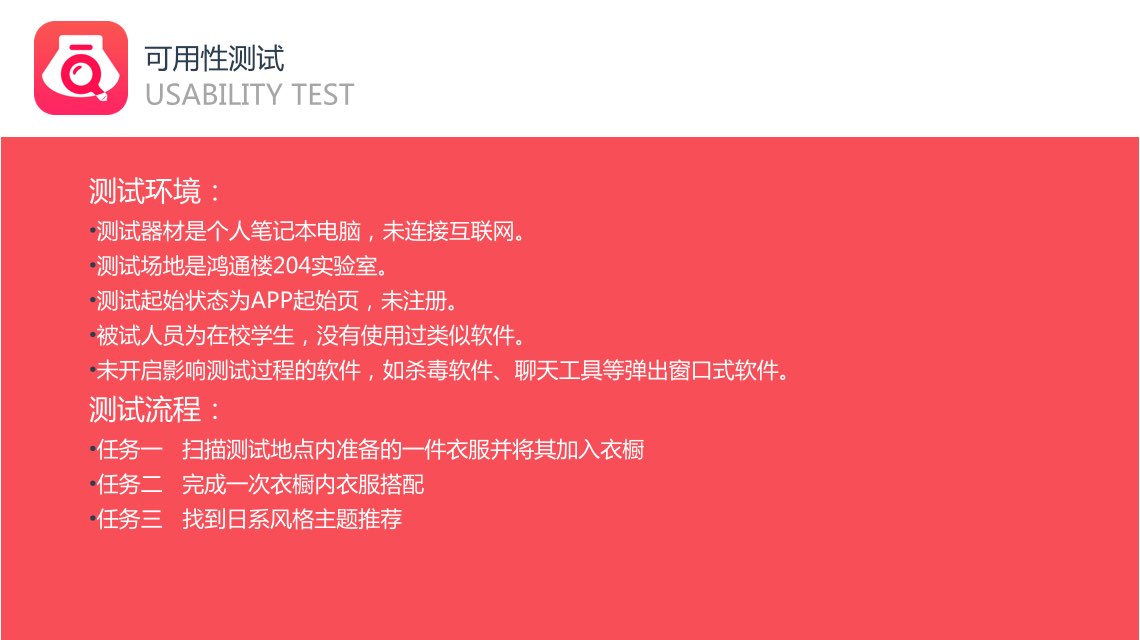 可用性测试
USABILITY TEST
测试环境：
•测试器材是个人笔记本电脑，未连接互联网。
•测试场地是鸿通楼204实验室。
•测试起始状态为APP起始页，未注册。
•被试人员为在校学生，没有使用过类似软件。
•未开启影响测试过程的软件，如杀毒软件、聊天工具等弹出窗口式软件。
测试流程：
•任务一 扫描测试地点内准备的一件衣服并将其加入衣橱
•任务二 完成一次衣橱内衣服搭配
•任务三 找到日系风格主题推荐